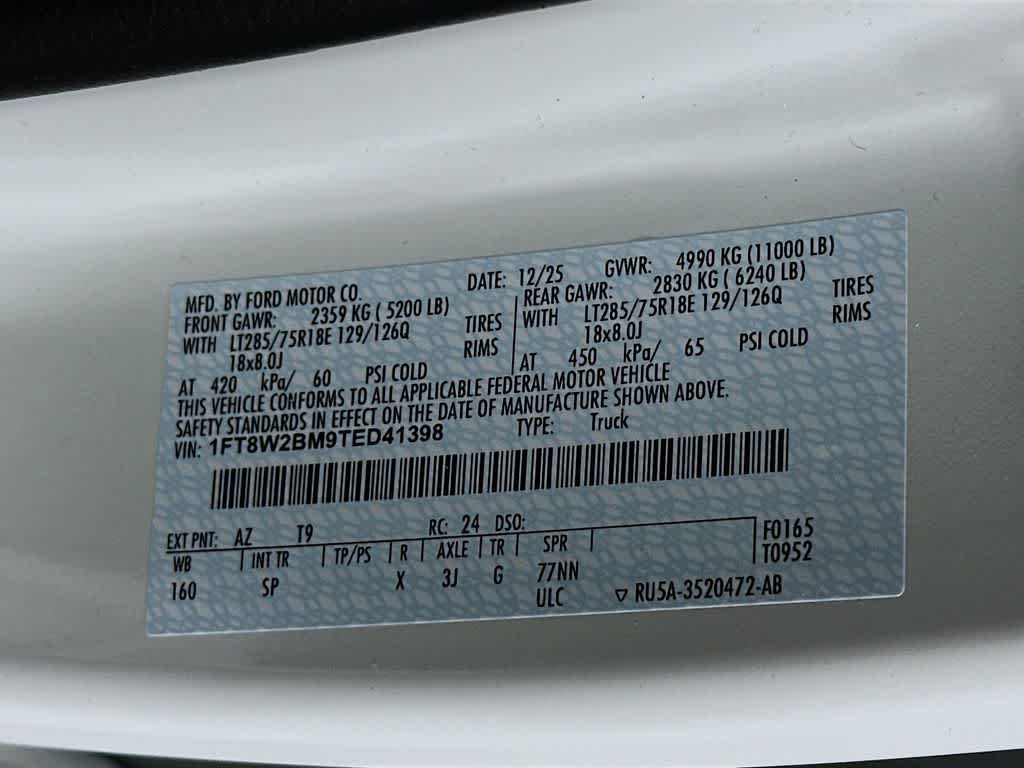 MFD. BY FORD MOTOR CO. DATE: 12/25 GVWR: 4990 KG (11000 LB)
FRONT GAWR: 2359 KG ( 5200 LB) REAR GAWR: 2830 KG ( 6240 LB)
WITH LT285/75R18E 129/126Q TIRES WITH LT285/75R18E 129/126Q TIRES
18x8.0J RIMS 18x8.0J RIMS
AT 420 kPa/ 60 PSI COLD AT 450 kPa/ 65 PSI COLD
THIS VEHICLE CONFORMS TO ALL APPLICABLE FEDERAL MOTOR VEHICLE
SAFETY STANDARDS IN EFFECT ON THE DATE OF MANUFACTURE SHOWN ABOVE.
VIN: 1FT8W2BM9TED41398 TYPE: Truck
EXT PNT: AZ T9 RC: 24 DSO: F0165
WB INT TR TP/PS R AXLE TR SPR T0952
160 SP X 3J G 77NN
ULC ▽ RU5A-3520472-AB